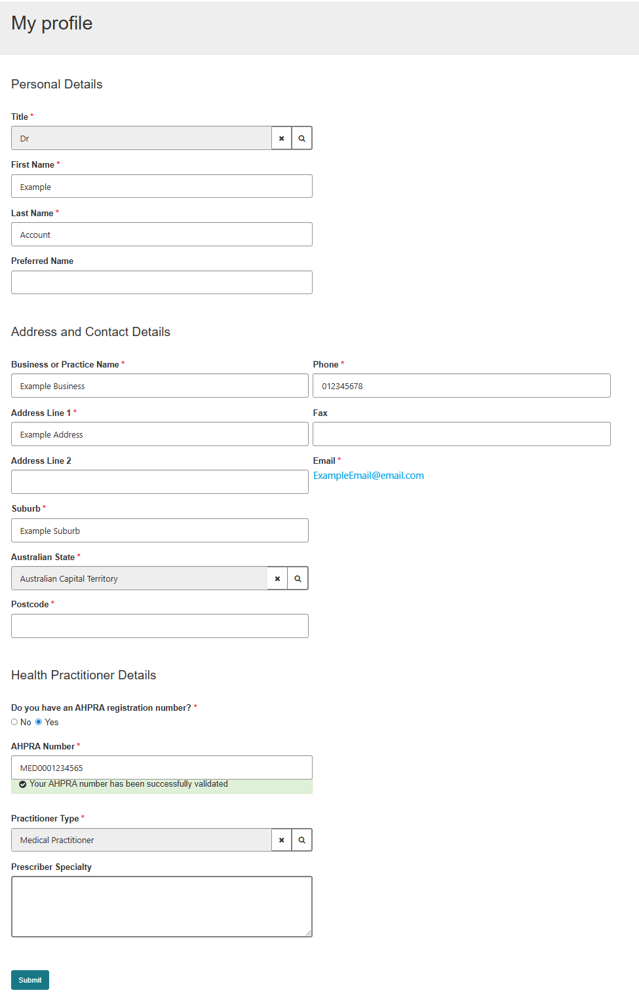 My profile
Personal Details
Title *
Dr
First Name *
Example
Last Name *
Account
Preferred Name
Address and Contact Details
Business or Practice Name *
Example Business
Phone *
012345678
Address Line 1 *
Example Address
Fax
Address Line 2
Email *
ExampleEmail@email.com
Suburb *
Example Suburb
Australian State *
Australian Capital Territory
Postcode *
Health Practitioner Details
Do you have an AHPRA registration number? *
No Yes
AHPRA Number *
MED0001234565
Your AHPRA number has been successfully validated
Practitioner Type *
Medical Practitioner
Prescriber Specialty
Submit